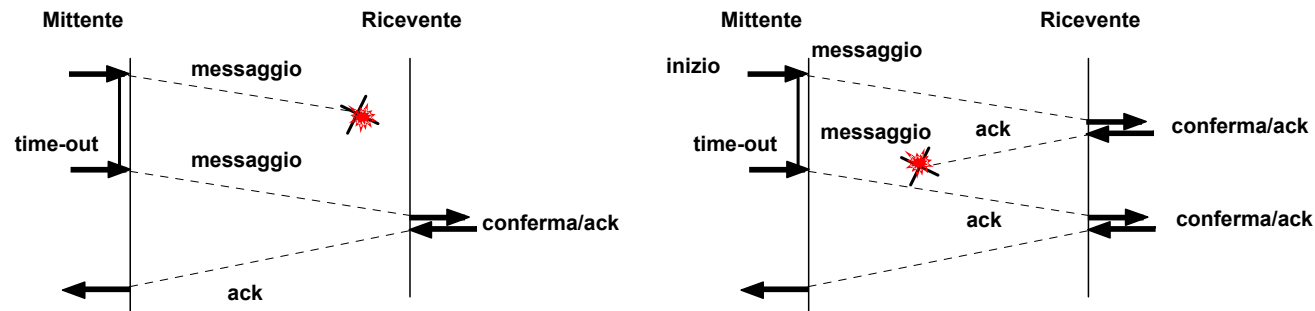 Mittente
Ricevente
messaggio
time-out
messaggio
conferma/ack
ack
Mittente
Ricevente
messaggio
inizio
ack
conferma/ack
messaggio
time-out
ack
conferma/ack